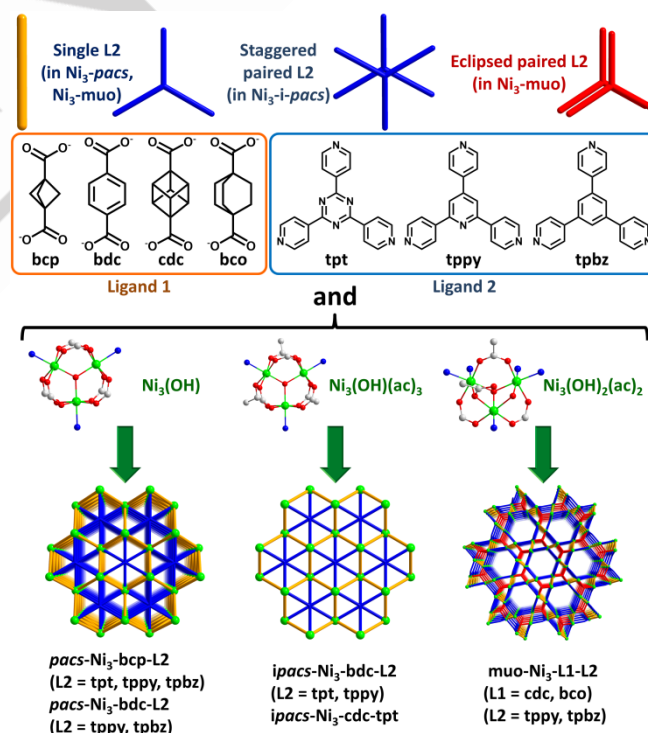 Single L2
(in Ni₃-pacs,
Ni₃-muo)
Staggered
paired L2
(in Ni₃-i-pacs)
Eclipsed paired L2
(in Ni₃-muo)
O O⁻
O O⁻
O O⁻
O O⁻
N
N
N
N N
N
N N
N
N
N N
N
N
N N
⁻O O
⁻O O
⁻O O
⁻O O
bcp
bdc
cdc
bco
tpt
tppy
tpbz
Ligand 1
Ligand 2
and
Ni₃(OH)
Ni₃(OH)(ac)₃
Ni₃(OH)₂(ac)₂
pacs-Ni₃-bcp-L2
(L2 = tpt, tppy, tpbz)
pacs-Ni₃-bdc-L2
(L2 = tppy, tpbz)
ipacs-Ni₃-bdc-L2
(L2 = tpt, tppy)
ipacs-Ni₃-cdc-tpt
muo-Ni₃-L1-L2
(L1 = cdc, bco)
(L2 = tppy, tpbz)